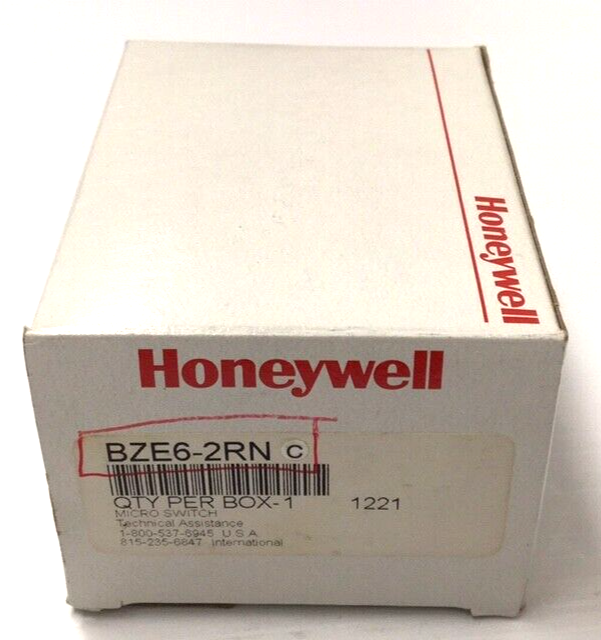 Honeywell
Honeywell
BZE6-2RN C
QTY PER BOX-1 1221
MICRO SWITCH
Technical Assistance
1-800-537-6945 U.S.A.
815-235-6847 International